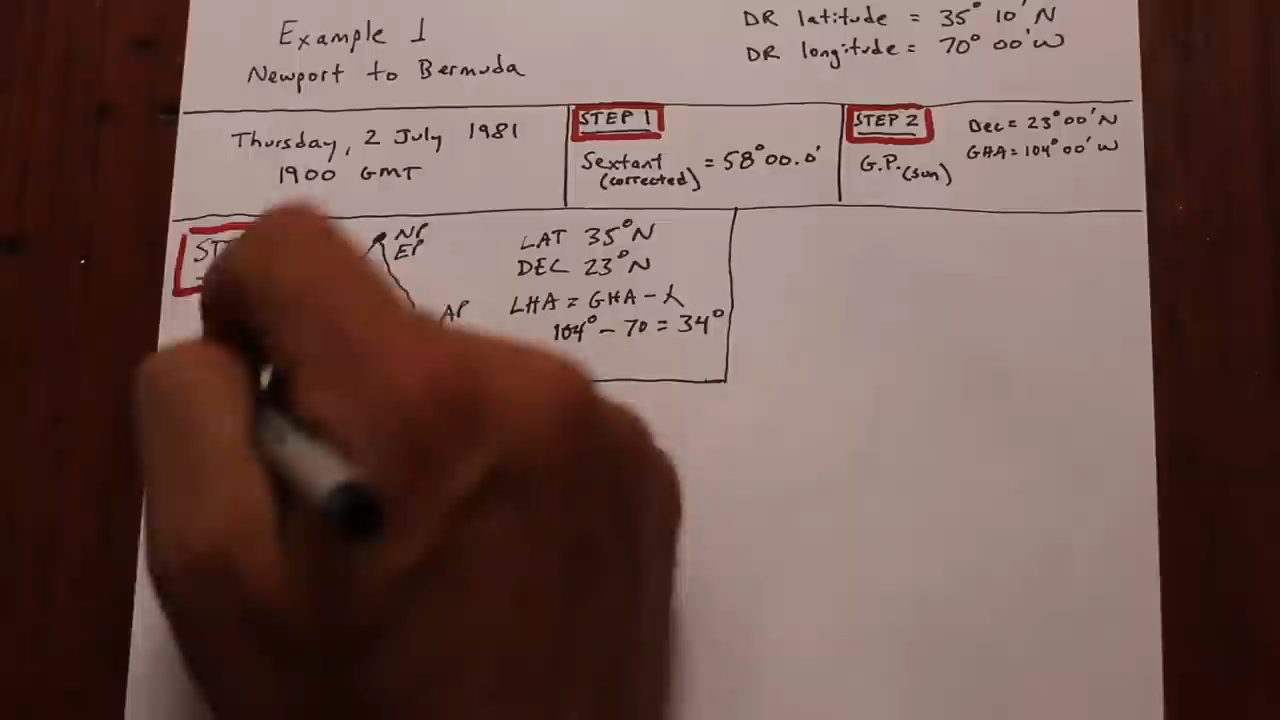 Example 1
Newport to Bermuda
DR latitude = 35° 10' N
DR longitude = 70° 00' W
Thursday, 2 July 1981
1900 GMT
STEP 1
Sextant = 58° 00.0'
(corrected)
STEP 2
G.P. (sun)
Dec = 23° 00' N
GHA = 104° 00' W
NP
EP
AP
LAT 35° N
DEC 23° N
LHA = GHA - λ
104° - 70 = 34°